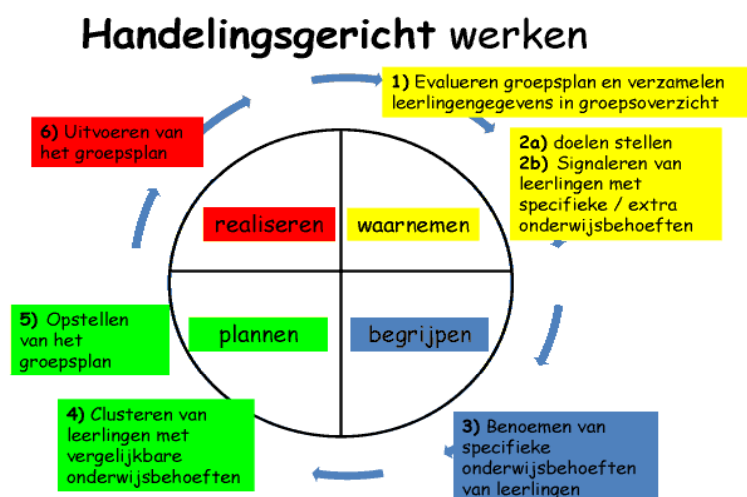 Handelingsgericht werken
1) Evalueren groepsplan en verzamelen
leerlingengegevens in groepsoverzicht
2a) doelen stellen
2b) Signaleren van
leerlingen met
specifieke / extra
onderwijsbehoeften
3) Benoemen van
specifieke
onderwijsbehoeften
van leerlingen
4) Clusteren van
leerlingen met
vergelijkbare
onderwijsbehoeften
5) Opstellen
van het
groepsplan
6) Uitvoeren van
het groepsplan
realiseren
waarnemen
plannen
begrijpen